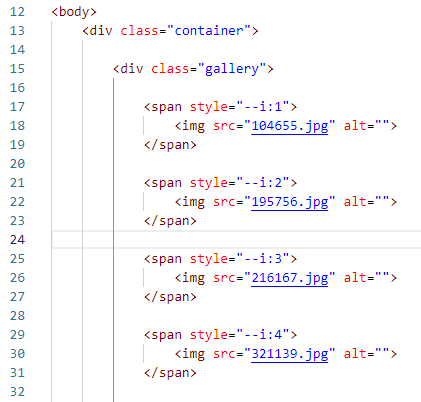 12 <body>
13 <div class="container">
14
15 <div class="gallery">
16
17 <span style="--i:1">
18 <img src="104655.jpg" alt="">
19 </span>
20
21 <span style="--i:2">
22 <img src="195756.jpg" alt="">
23 </span>
24
25 <span style="--i:3">
26 <img src="216167.jpg" alt="">
27 </span>
28
29 <span style="--i:4">
30 <img src="321139.jpg" alt="">
31 </span>
32